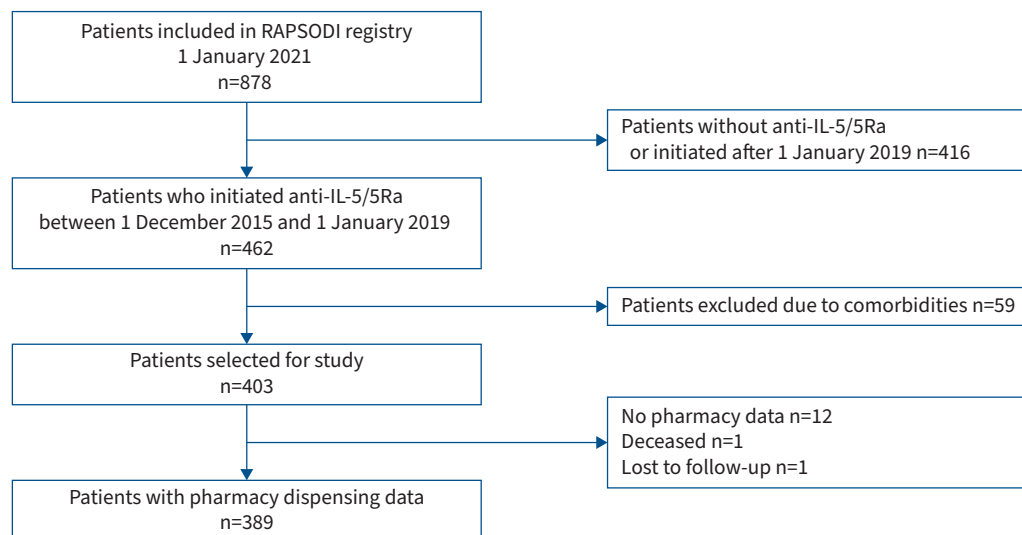 Patients included in RAPSODI registry
1 January 2021
n=878
Patients without anti-IL-5/5Ra
or initiated after 1 January 2019 n=416
Patients who initiated anti-IL-5/5Ra
between 1 December 2015 and 1 January 2019
n=462
Patients excluded due to comorbidities n=59
Patients selected for study
n=403
No pharmacy data n=12
Deceased n=1
Lost to follow-up n=1
Patients with pharmacy dispensing data
n=389